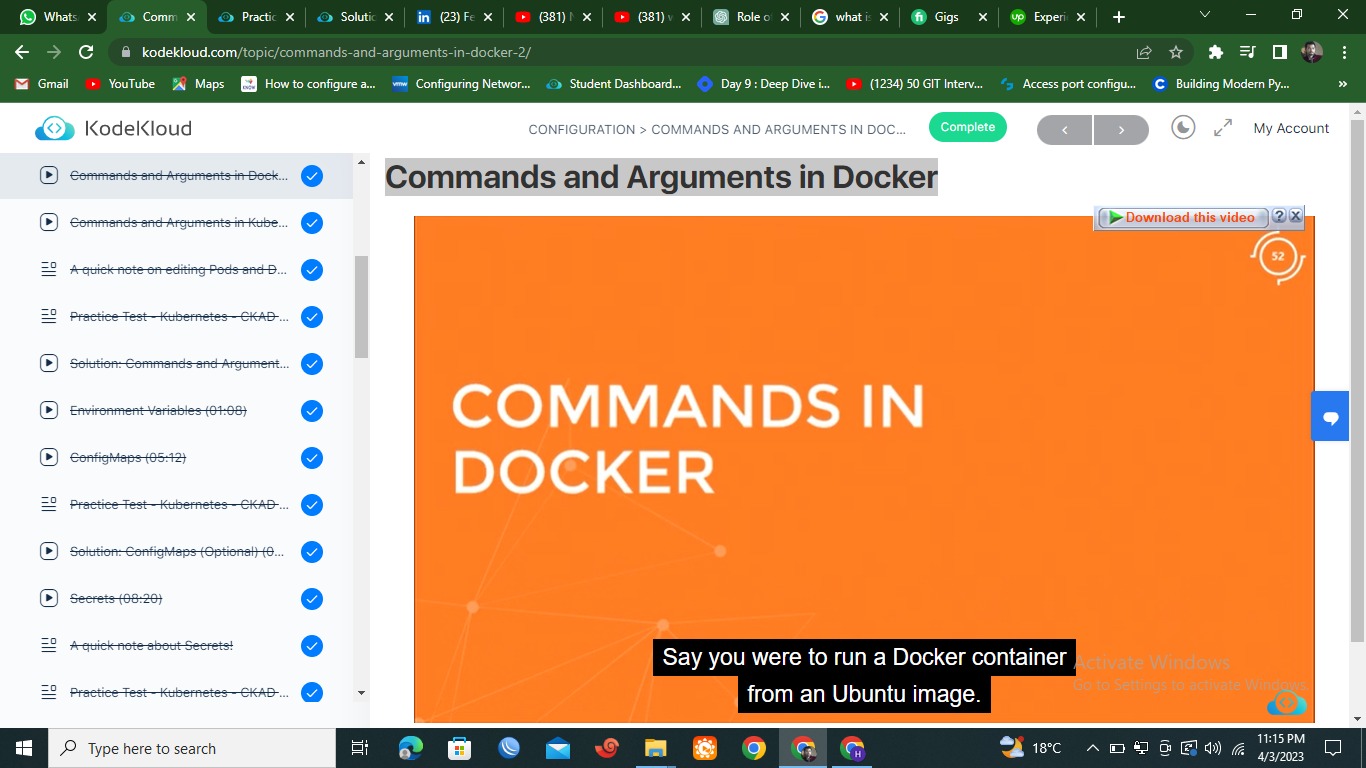 Whats
Comm
Practic
Solutic
(23) Fe
(381) N
(381) v
Role o
what is
Gigs
Experi
kodekloud.com/topic/commands-and-arguments-in-docker-2/
Gmail
YouTube
Maps
How to configure a...
Configuring Networ...
Student Dashboard...
Day 9 : Deep Dive i...
(1234) 50 GIT Interv...
Access port configu...
Building Modern Py...
»
KodeKloud
CONFIGURATION > COMMANDS AND ARGUMENTS IN DOC...
Complete
My Account
Commands and Arguments in Dock...
Commands and Arguments in Kube...
A quick note on editing Pods and D...
Practice Test - Kubernetes - CKAD ...
Solution: Commands and Argument...
Environment Variables (01:08)
ConfigMaps (05:12)
Practice Test - Kubernetes - CKAD ...
Solution: ConfigMaps (Optional) (0...
Secrets (08:20)
A quick note about Secrets!
Practice Test - Kubernetes - CKAD ...
Commands and Arguments in Docker
Download this video
52
COMMANDS IN
DOCKER
Say you were to run a Docker container
from an Ubuntu image.
Activate Windows
Go to Settings to activate Windows.
Type here to search
18°C
11:15 PM
4/3/2023